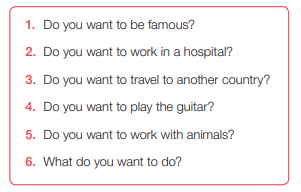 1. Do you want to be famous?
2. Do you want to work in a hospital?
3. Do you want to travel to another country?
4. Do you want to play the guitar?
5. Do you want to work with animals?
6. What do you want to do?